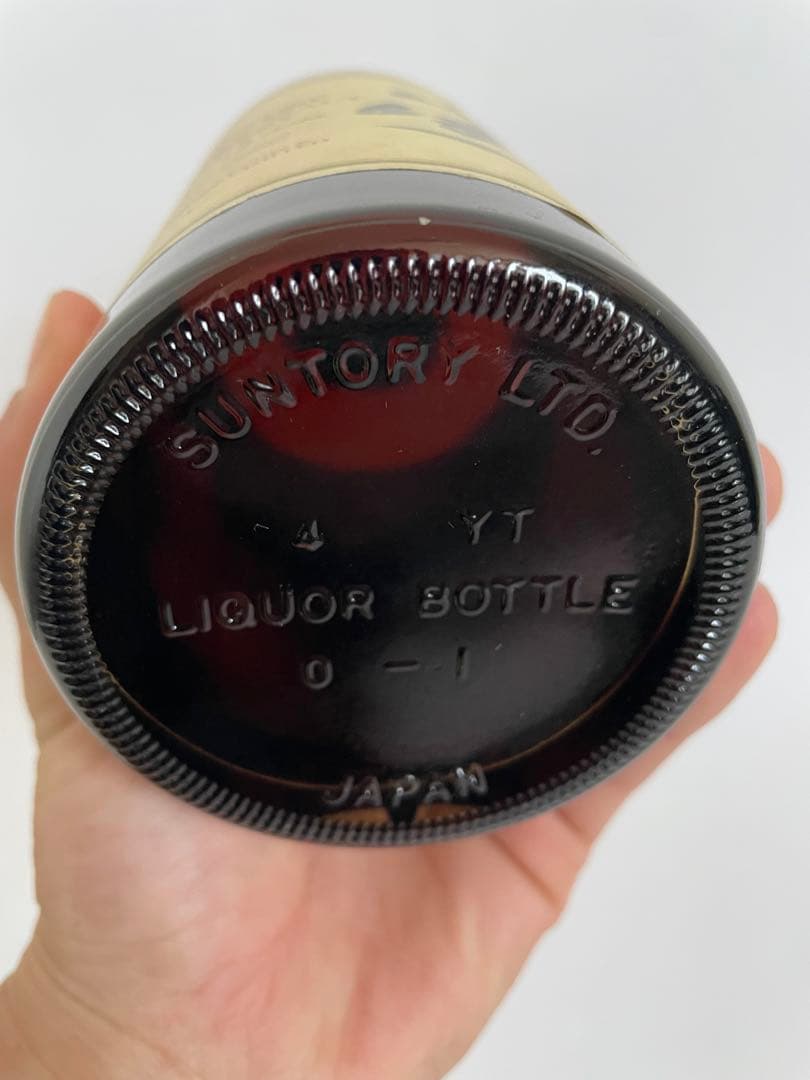 SUNTORY LTD.
4 YT
LIQUOR BOTTLE
0 - 1
JAPAN